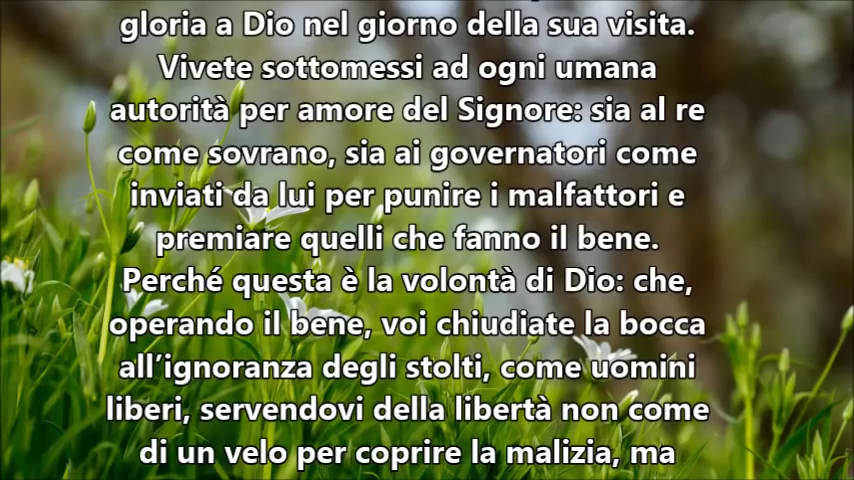 gloria a Dio nel giorno della sua visita.
Vivete sottomessi ad ogni umana
autorità per amore del Signore: sia al re
come sovrano, sia ai governatori come
inviati da lui per punire i malfattori e
premiare quelli che fanno il bene.
Perché questa è la volontà di Dio: che,
operando il bene, voi chiudiate la bocca
all’ignoranza degli stolti, come uomini
liberi, servendovi della libertà non come
di un velo per coprire la malizia, ma